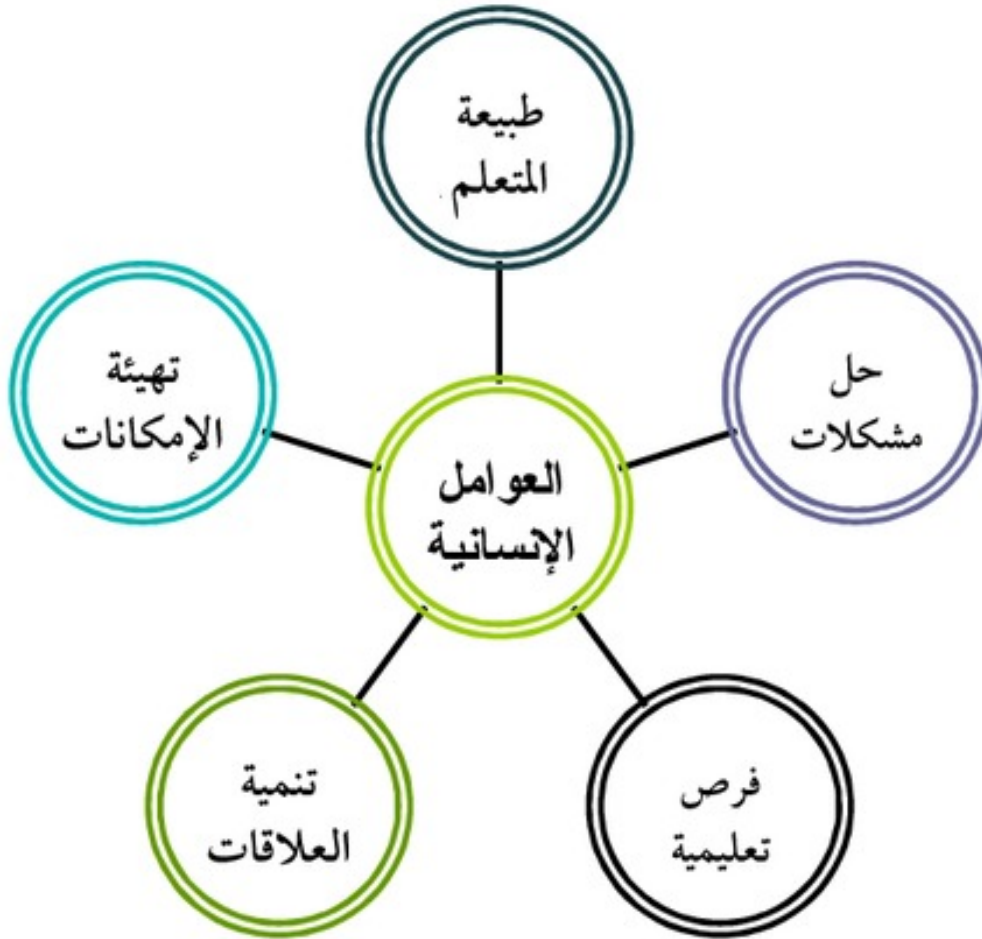 طبيعة
المتعلم
حل
مشكلات
تهيئة
الإمكانات
العوامل
الإنسانية
فرص
تعليمية
تنمية
العلاقات